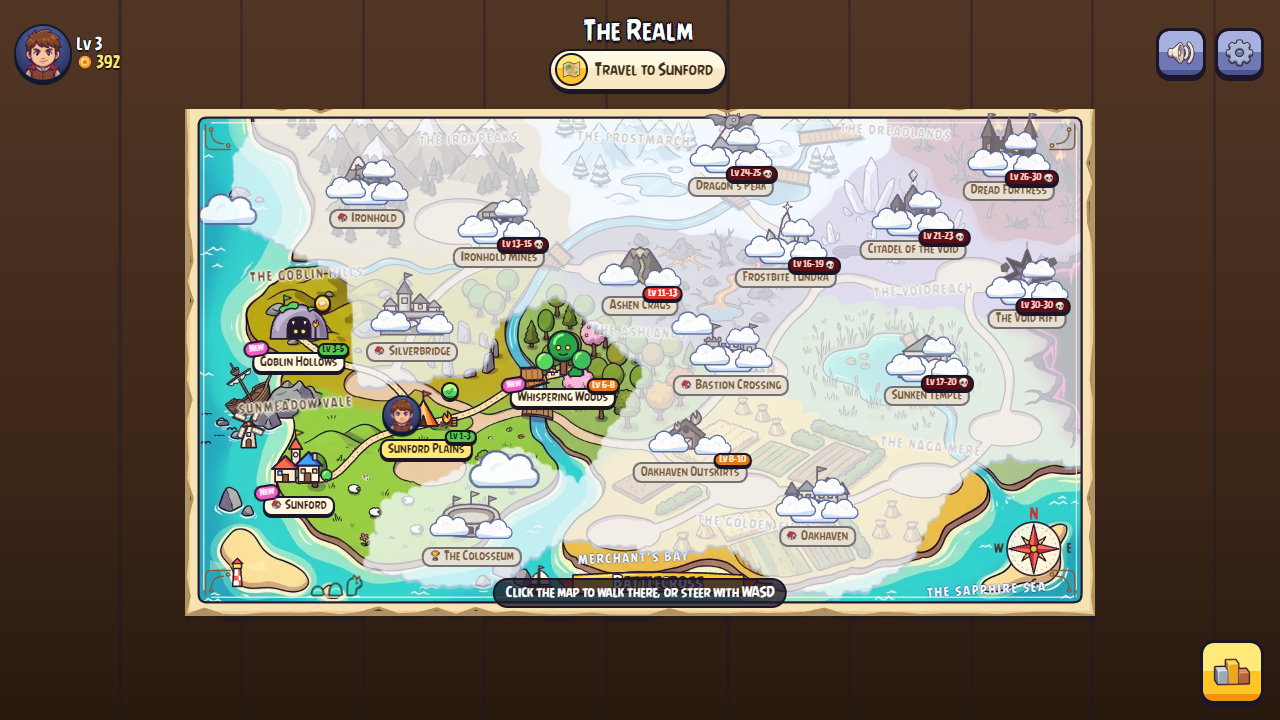 The Realm
Lv 3
392
Travel to Sunford
The Ironpeaks
The Frostmarch
The Dreadlands
Lv 24-25
Dragon's Peak
Lv 26-30
Dread Fortress
Ironhold
Lv 13-15
Ironhold Mines
Lv 21-23
Citadel of the Void
Lv 16-19
Frostbite Tundra
The Goblin Hills
Lv 11-13
Ashen Crags
The Voidreach
Lv 30-30
The Void Rift
NEW
Lv 3-5
Goblin Hollows
Silverbridge
Bastion Crossing
NEW
Lv 6-8
Whispering Woods
Lv 17-20
Sunken Temple
Sunmeadow Vale
Lv 1-3
Sunford Plains
Lv 8-10
Oakhaven Outskirts
The Naga Mere
NEW
Sunford
Oakhaven
The Colosseum
Merchant's Bay
Battlecross
Click the map to walk there, or steer with WASD
N
W
E
The Sapphire Sea